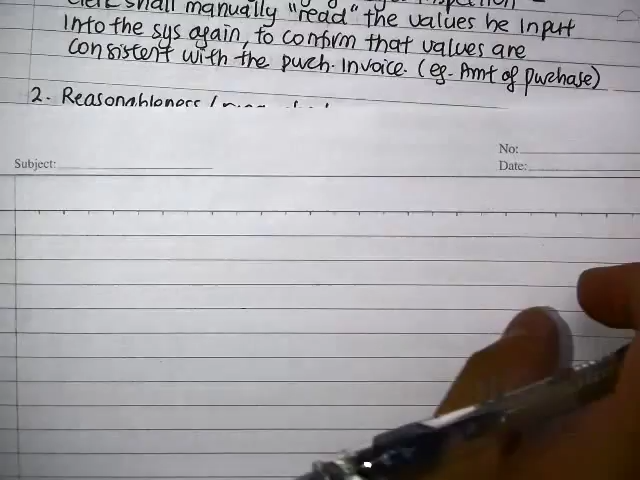 shall manually "read" the values he input
into the sys again, to confirm that values are
consistent with the purch. invoice. (eg. Amt of purchase)
2. Reasonableness /
No:
Subject:
Date: